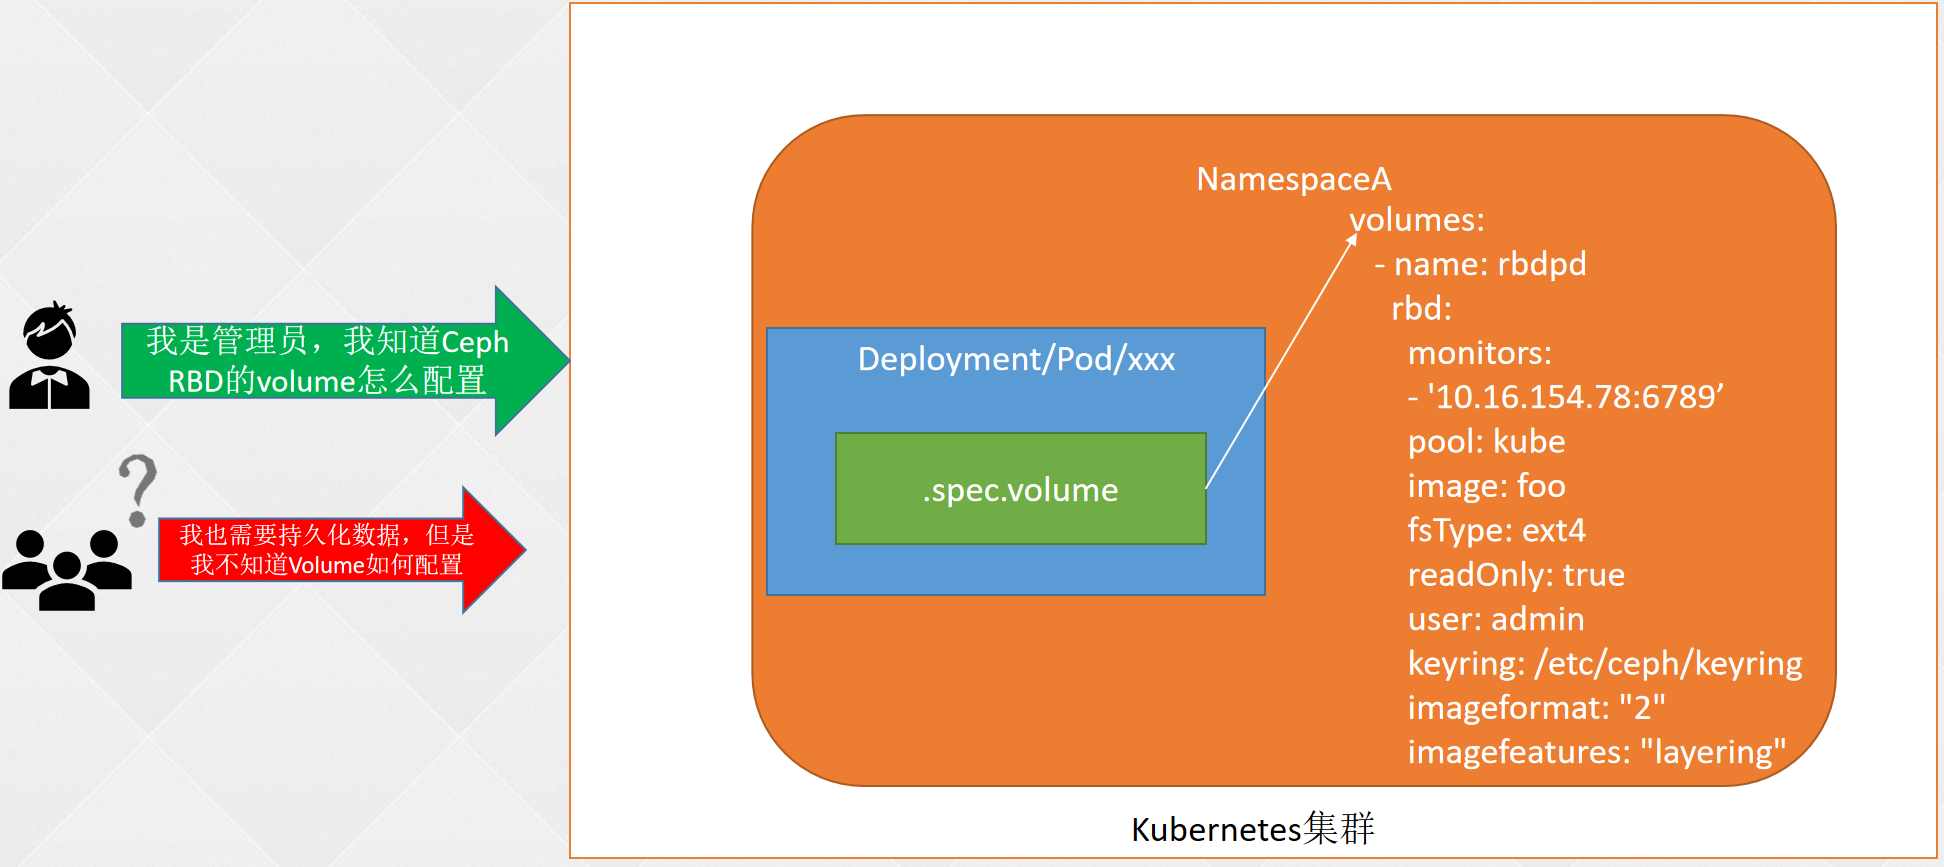 我是管理员，我知道Ceph
RBD的volume怎么配置
?
我也需要持久化数据，但是
我不知道Volume如何配置
NamespaceA
volumes:
- name: rbdpd
rbd:
monitors:
- '10.16.154.78:6789’
pool: kube
image: foo
fsType: ext4
readOnly: true
user: admin
keyring: /etc/ceph/keyring
imageformat: "2"
imagefeatures: "layering"
Deployment/Pod/xxx
.spec.volume
Kubernetes集群